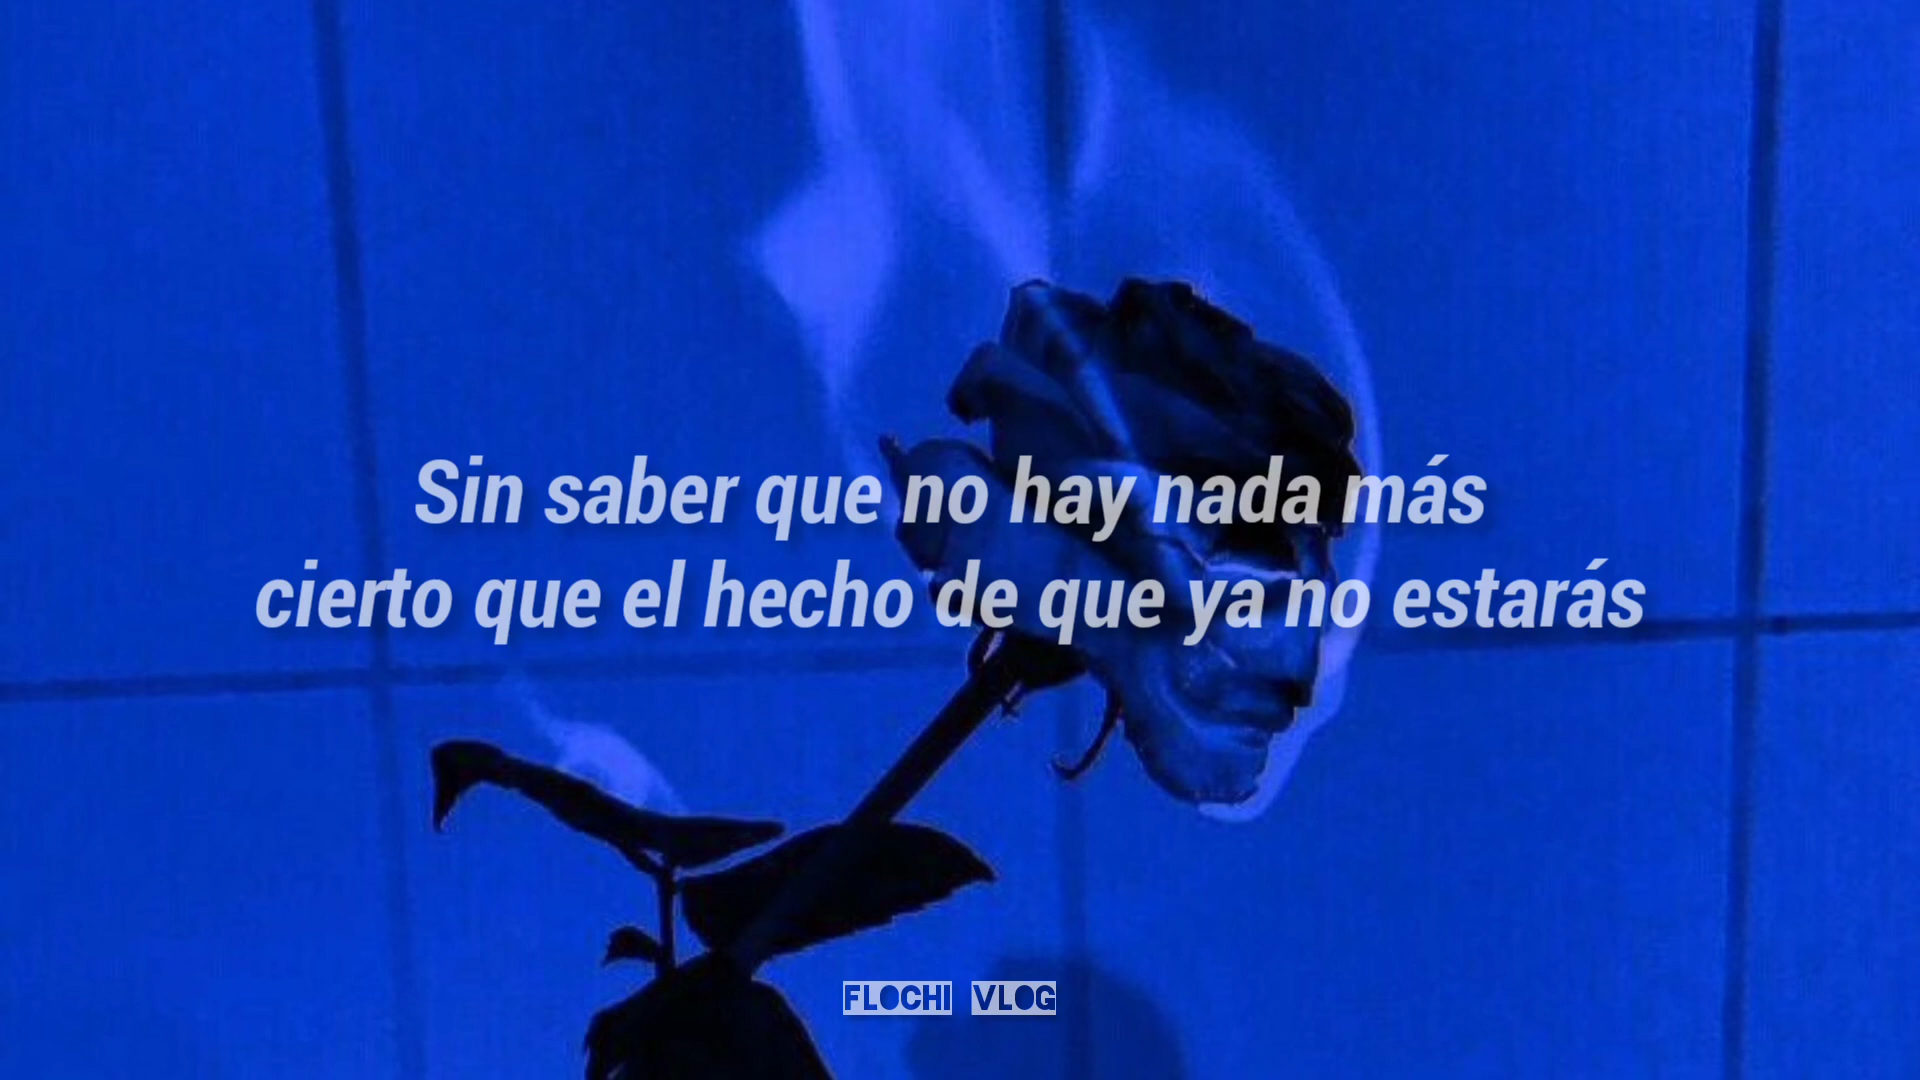 Sin saber que no hay nada más
cierto que el hecho de que ya no estarás
FLOCHI VLOG